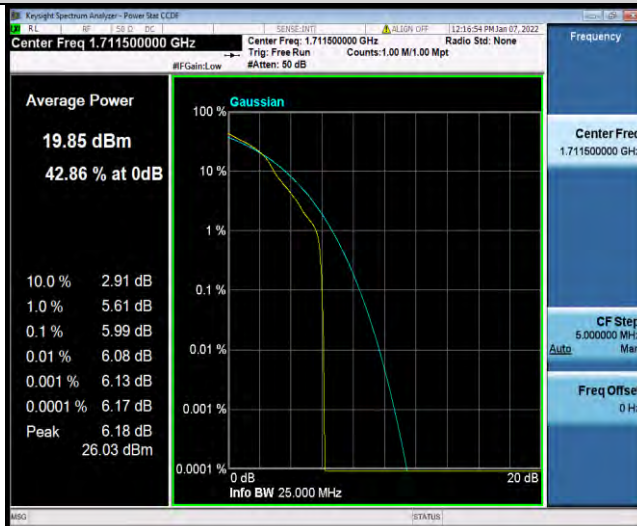 Keysight Spectrum Analyzer - Power Stat CCDF
RL RF 50 Ω DC SENSE:INT ALIGN OFF 12:16:54 PM Jan 07, 2022
Center Freq 1.711500000 GHz
Center Freq: 1.711500000 GHz Radio Std: None
Trig: Free Run Counts:1.00 M/1.00 Mpt
#IFGain:Low #Atten: 50 dB
Frequency
Average Power
19.85 dBm
42.86 % at 0dB
10.0 % 2.91 dB
1.0 % 5.61 dB
0.1 % 5.99 dB
0.01 % 6.08 dB
0.001 % 6.13 dB
0.0001 % 6.17 dB
Peak 6.18 dB
26.03 dBm
Gaussian
100 %
10 %
1 %
0.1 %
0.01 %
0.001 %
0.0001 %
0 dB 20 dB
Info BW 25.000 MHz
Center Freq
1.711500000 GHz
CF Step
5.000000 MHz
Auto Man
Freq Offset
0 Hz
MSG STATUS